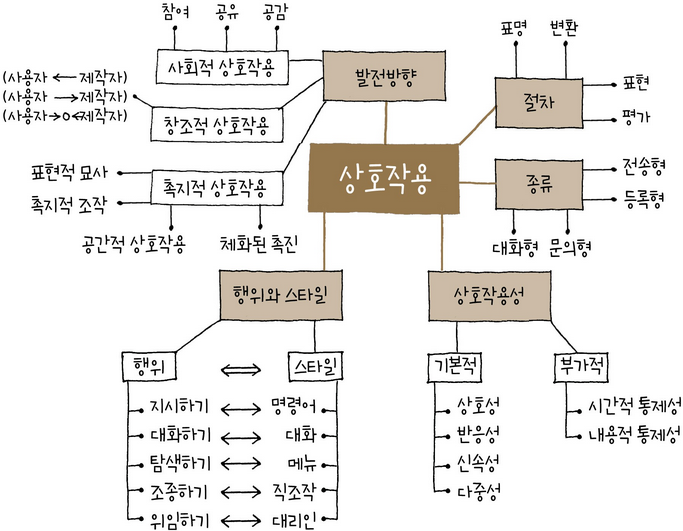 참여 공유 공감
사회적 상호작용
발전방향
(사용자 ← 제작자)
(사용자 → 제작자)
(사용자→o←제작자)
창조적 상호작용
표현적 묘사
촉지적 조작
촉지적 상호작용
공간적 상호작용 체화된 촉진
상호작용
표명 변환
절차
표현
평가
종류
전송형
등록형
대화형 문의형
행위와 스타일
행위 ⇔ 스타일
지시하기 ↔ 명령어
대화하기 ↔ 대화
탐색하기 ↔ 메뉴
조종하기 ↔ 직조작
위임하기 ↔ 대리인
상호작용성
기본적
상호성
반응성
신속성
다중성
부가적
시간적 통제성
내용적 통제성